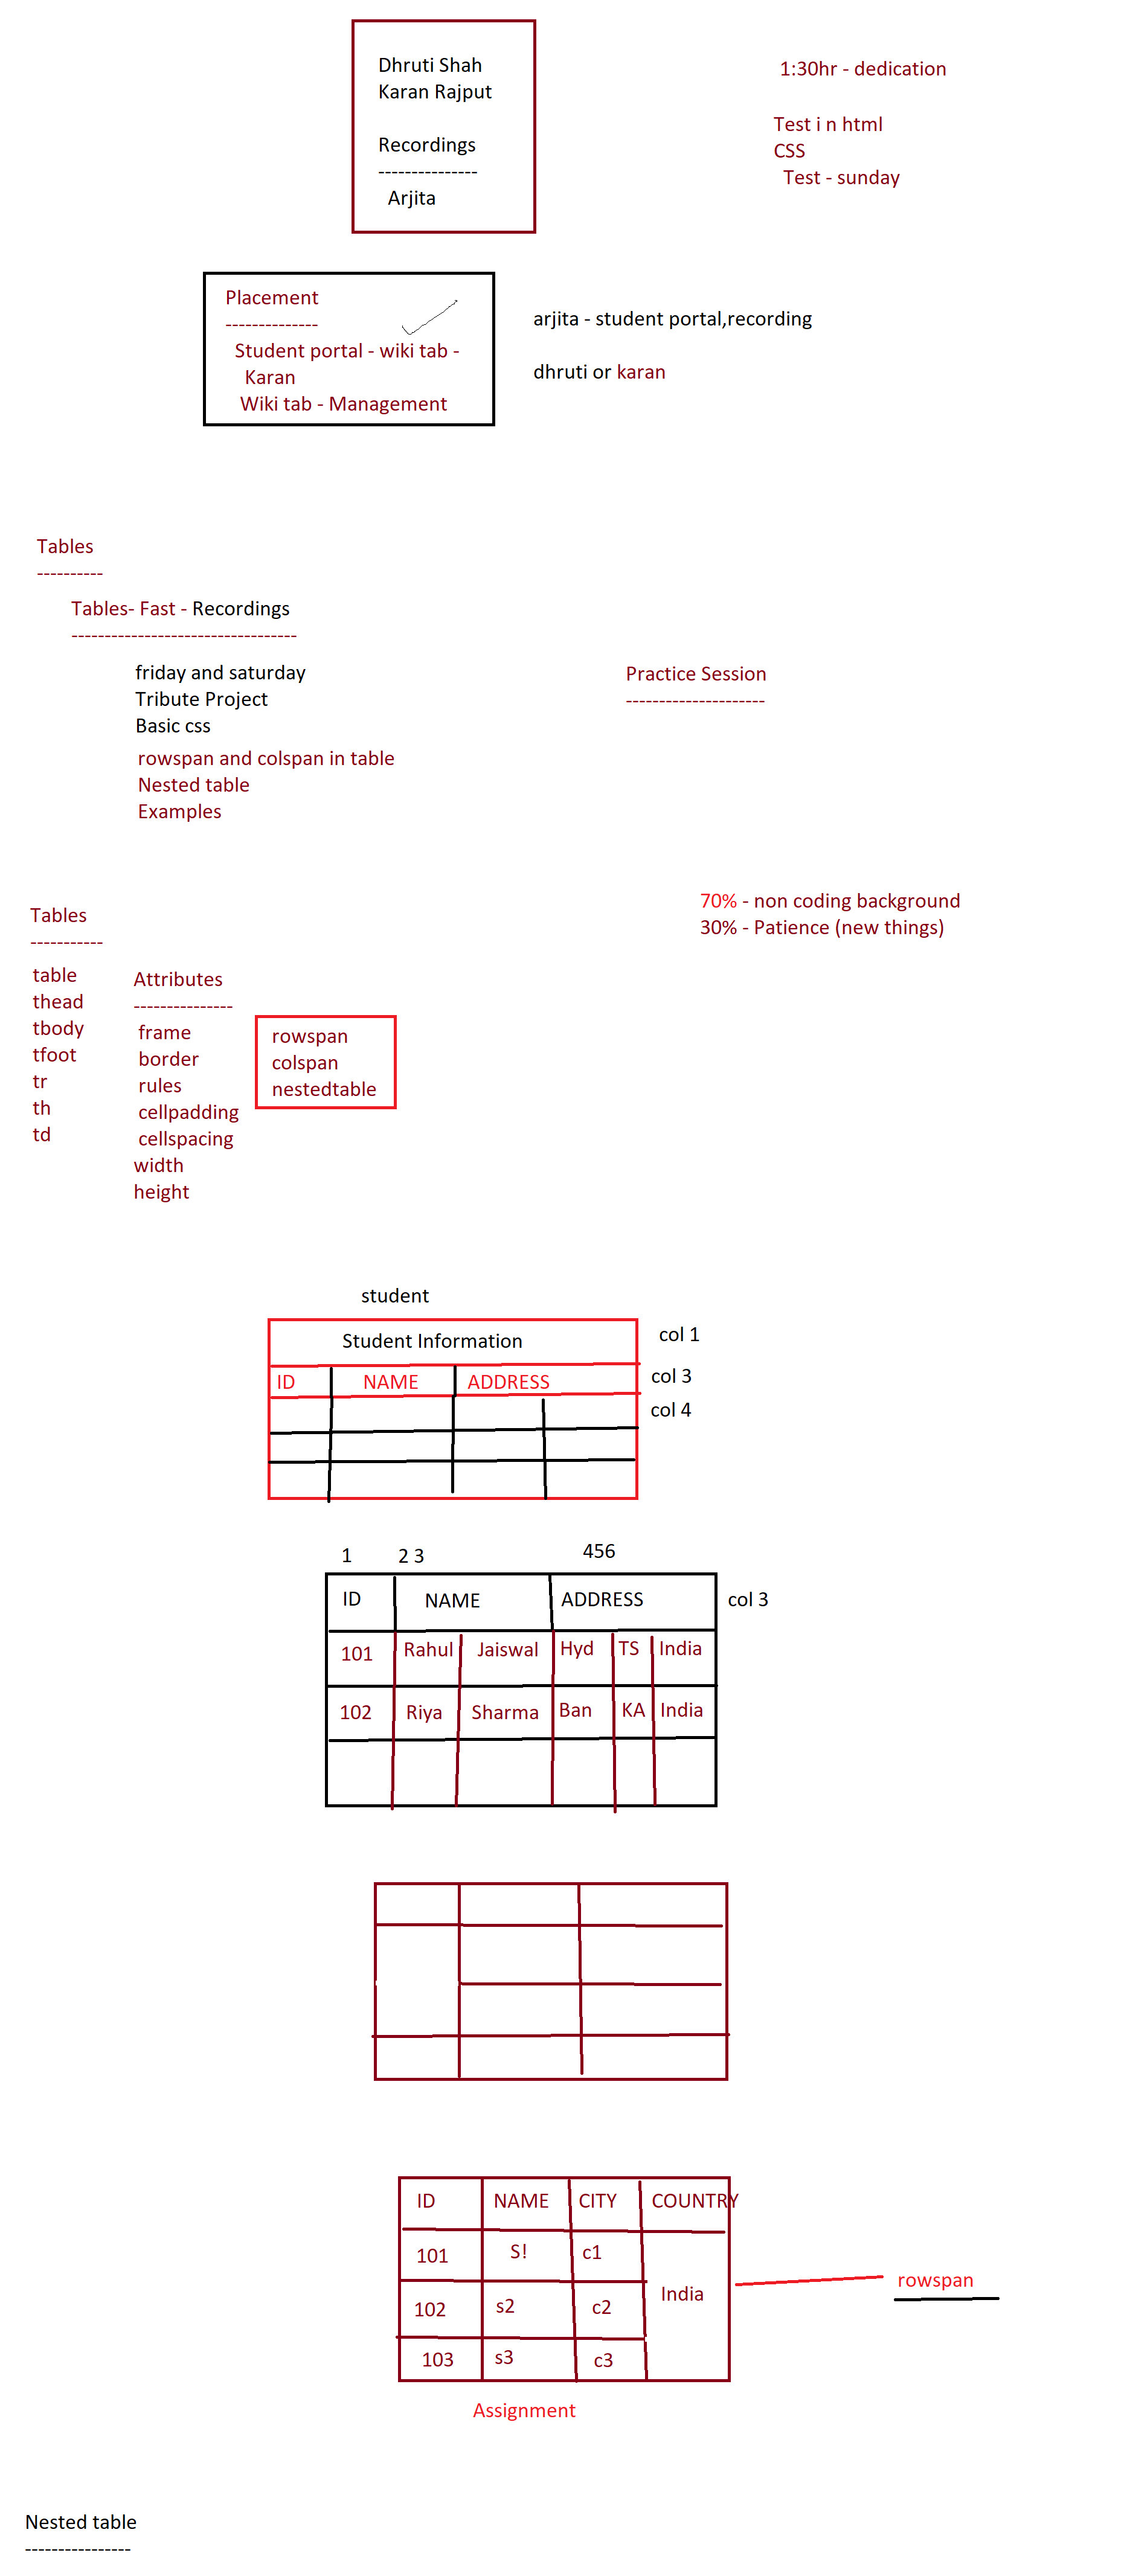 Dhruti Shah
Karan Rajput
Recordings
---------------
Arjita
1:30hr - dedication
Test i n html
CSS
Test - sunday
Placement
--------------
Student portal - wiki tab -
Karan
Wiki tab - Management
arjita - student portal,recording
dhruti or karan
Tables
----------
Tables- Fast - Recordings
----------------------------------
friday and saturday
Tribute Project
Basic css
rowspan and colspan in table
Nested table
Examples
Practice Session
---------------------
70% - non coding background
30% - Patience (new things)
Tables
-----------
table
thead
tbody
tfoot
tr
th
td
Attributes
---------------
frame
border
rules
cellpadding
cellspacing
width
height
rowspan
colspan
nestedtable
student
Student Information
col 1
ID NAME ADDRESS
col 3
col 4
1 2 3 456
ID NAME ADDRESS
col 3
101 Rahul Jaiswal Hyd TS India
102 Riya Sharma Ban KA India
ID NAME CITY COUNTRY
101 S! c1
India
rowspan
102 s2 c2
103 s3 c3
Assignment
Nested table
----------------